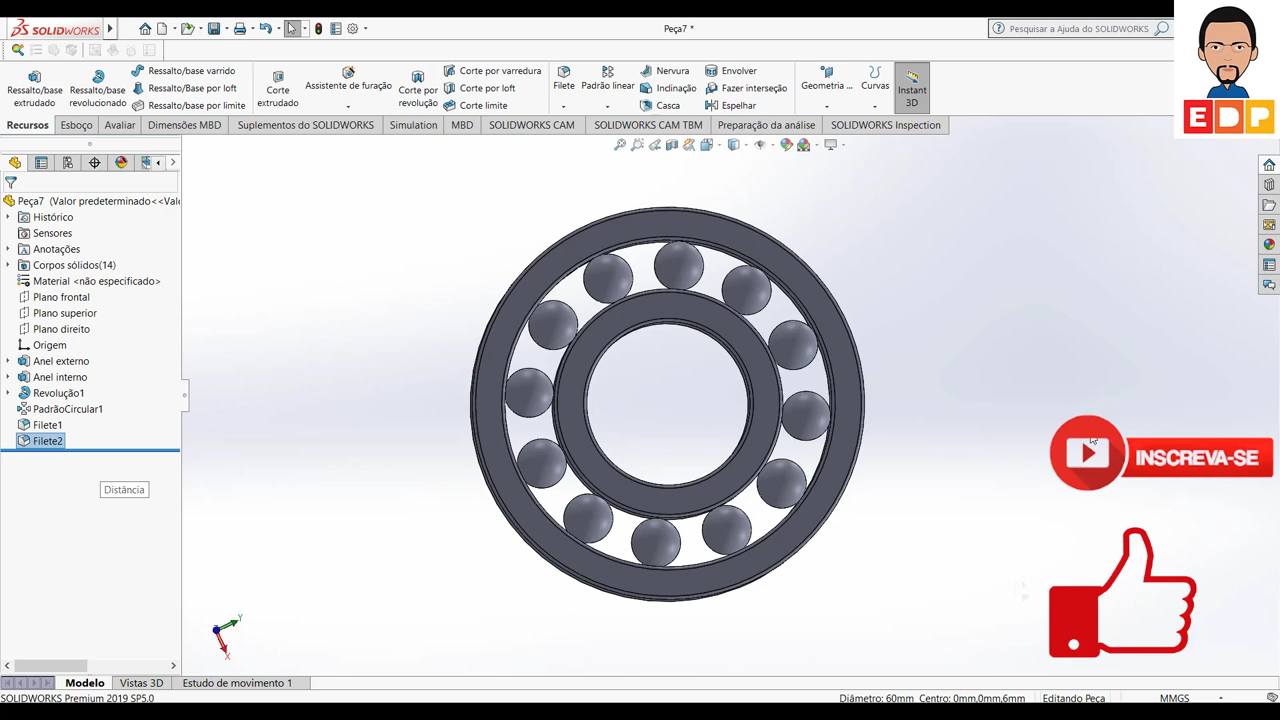 SOLIDWORKS
Peça7 *
Pesquisar a Ajuda do SOLIDWORKS
Ressalto/base extrudado
Ressalto/base revolucionado
Ressalto/base varrido
Ressalto/base por loft
Ressalto/base por limite
Corte extrudado
Assistente de furação
Corte por revolução
Corte por varredura
Corte por loft
Corte limite
Filete
Padrão linear
Nervura
Inclinação
Casca
Envolver
Fazer interseção
Espelhar
Geometria ...
Curvas
Instant 3D
EDP
Recursos
Esboço
Avaliar
Dimensões MBD
Suplementos do SOLIDWORKS
Simulation
MBD
SOLIDWORKS CAM
SOLIDWORKS CAM TBM
Preparação da análise
SOLIDWORKS Inspection
Peça7 (Valor predeterminado<<Val
Histórico
Sensores
Anotações
Corpos sólidos(14)
Material <não especificado>
Plano frontal
Plano superior
Plano direito
Origem
Anel externo
Anel interno
Revolução1
PadrãoCircular1
Filete1
Filete2
Distância
INSCREVA-SE
Y
X
Modelo
Vistas 3D
Estudo de movimento 1
SOLIDWORKS Premium 2019 SP5.0
Diâmetro: 60mm Centro: 0mm,0mm,6mm
Editando Peça
MMGS